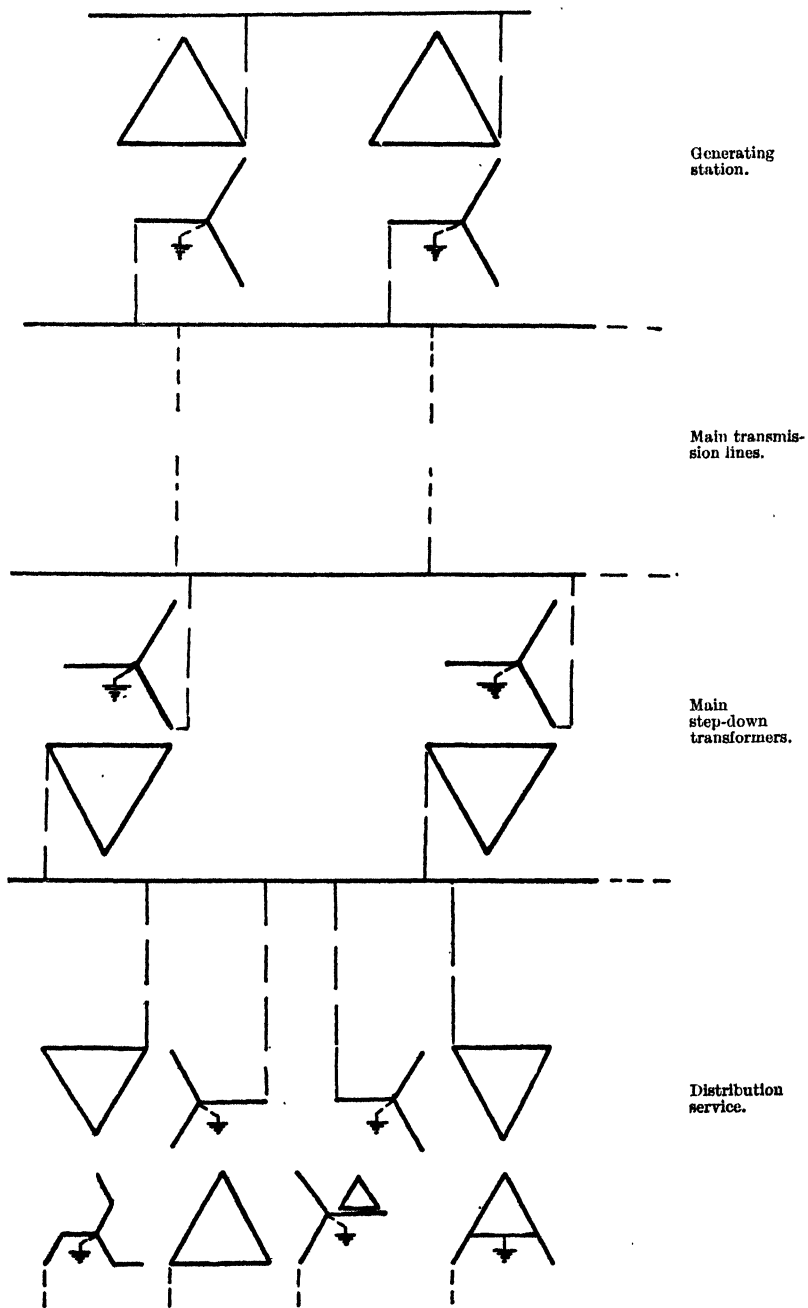 Generating
station.
Main transmis-
sion lines.
Main
step-down
transformers.
Distribution
service.